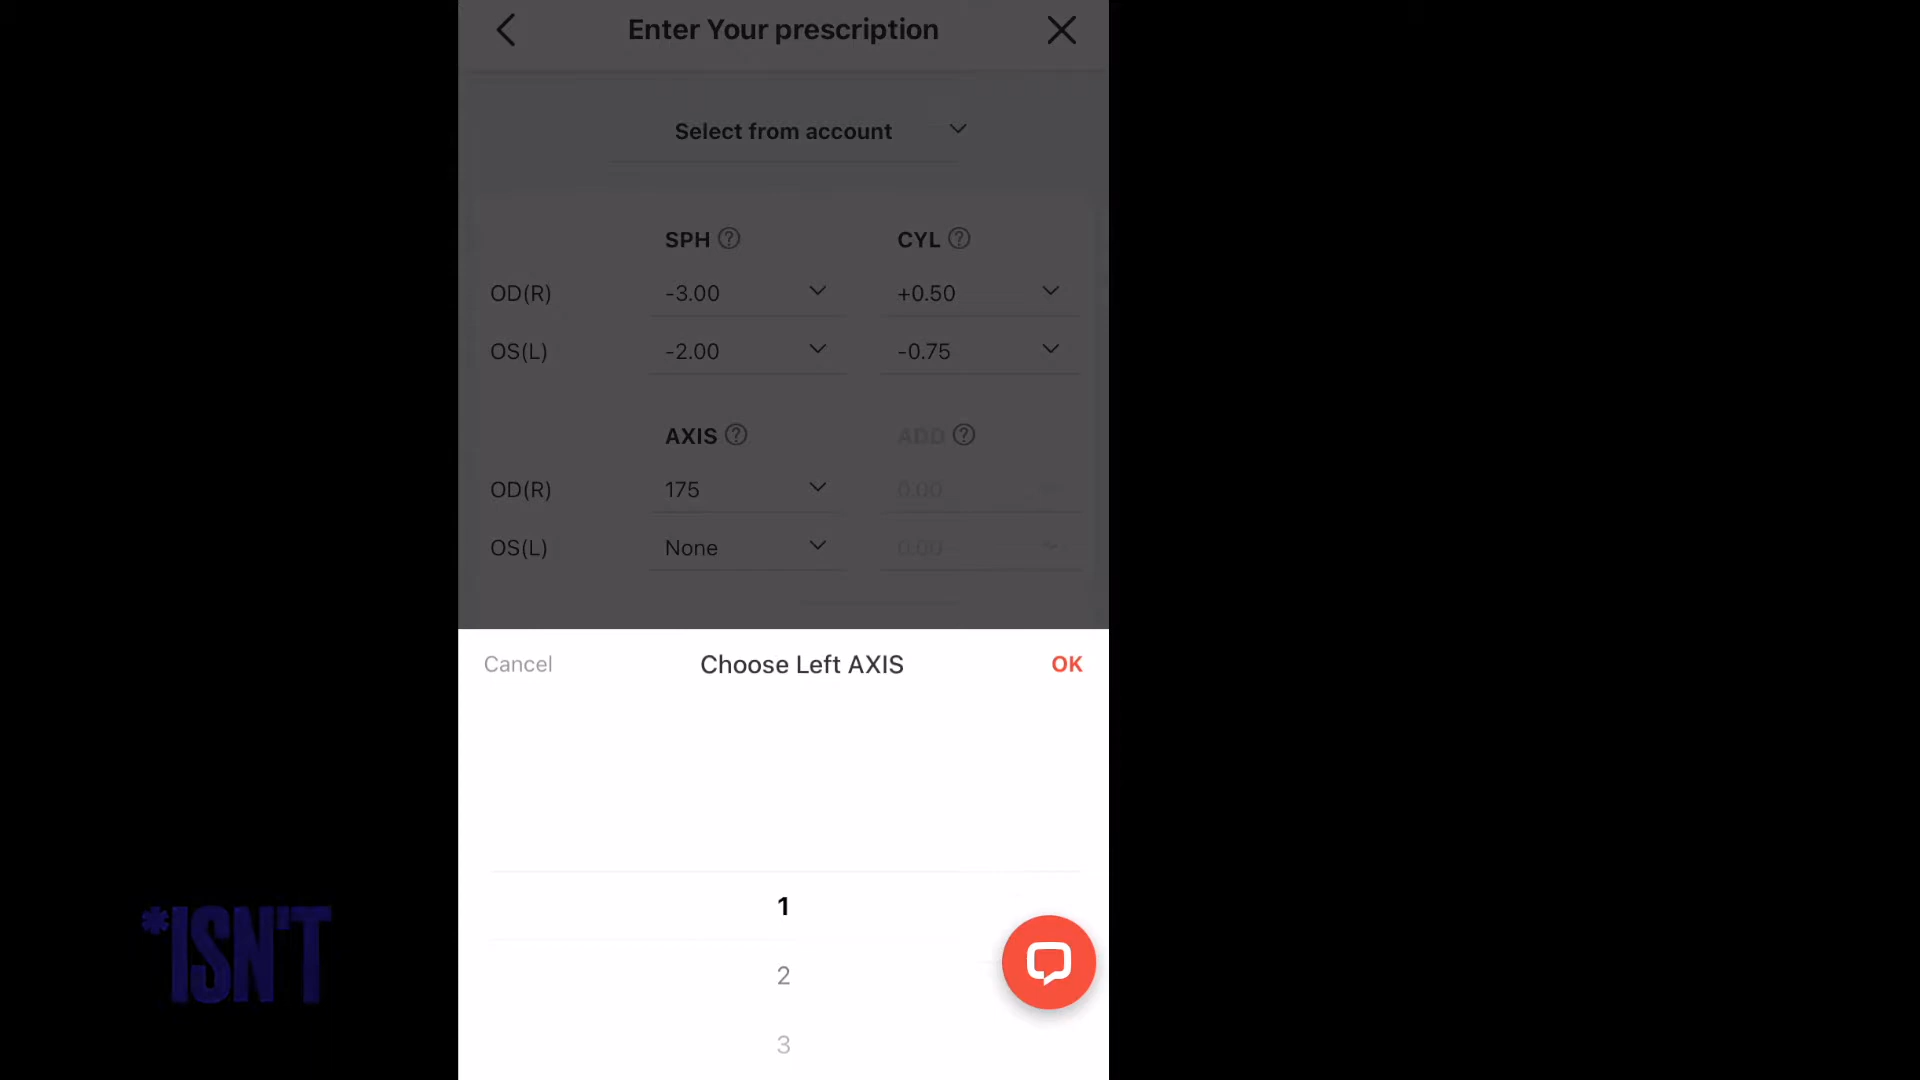 Enter Your prescription
Select from account
SPH ? CYL ?
OD(R) -3.00 +0.50
OS(L) -2.00 -0.75
AXIS ? ADD ?
OD(R) 175 0.00
OS(L) None 0.00
Cancel Choose Left AXIS OK
1
2
3
*ISN'T